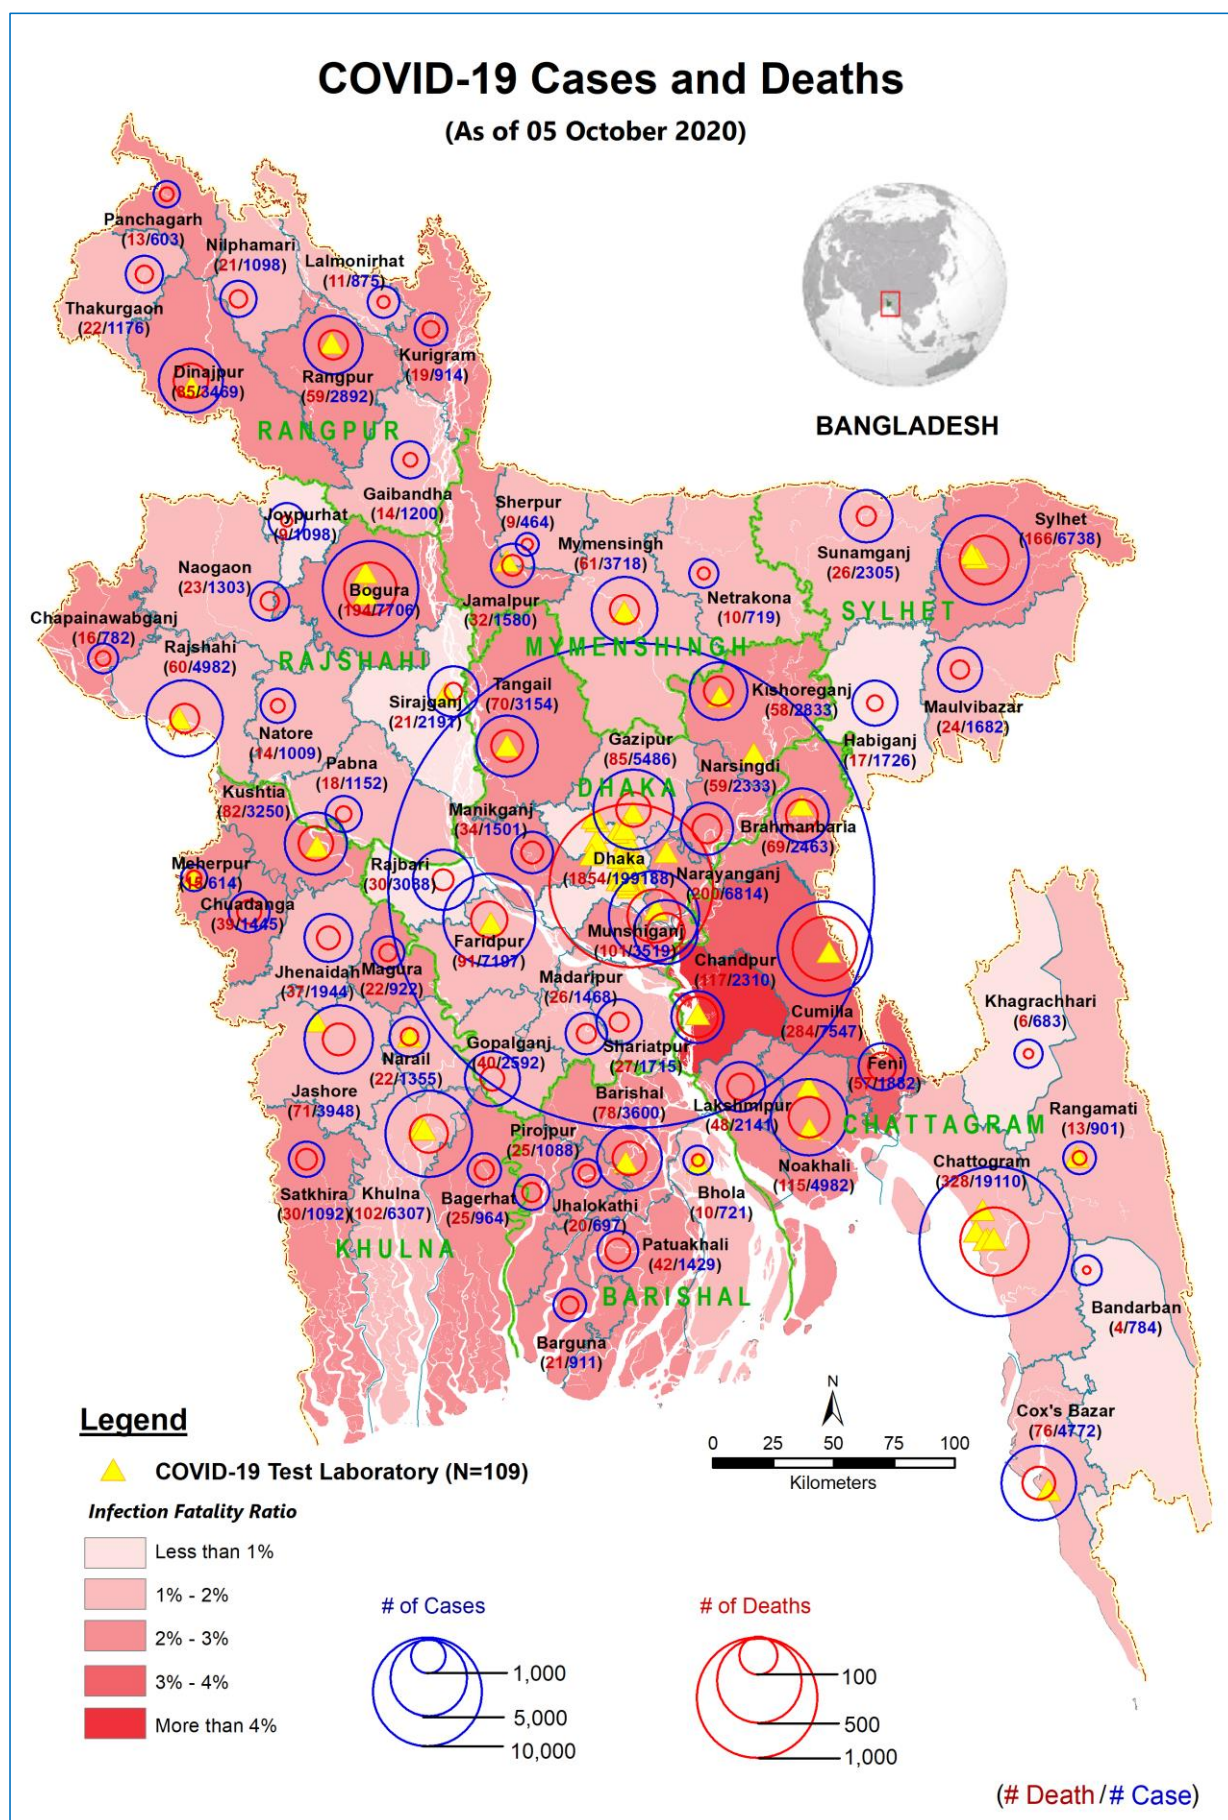 COVID-19 Cases and Deaths
(As of 05 October 2020)
Panchagarh
(13/603)
Nilphamari
(21/1098)
Lalmonirhat
(11/875)
Thakurgaon
(22/1176)
Kurigram
(19/914)
Dinajpur
(85/3469)
Rangpur
(59/2892)
RANGPUR
BANGLADESH
Gaibandha
(14/1200)
Sherpur
(9/464)
Joypurhat
(9/1098)
Mymensingh
(61/3718)
Sunamganj
(26/2305)
Sylhet
(166/6738)
Naogaon
(23/1303)
Bogura
(194/7706)
Jamalpur
(32/1580)
Netrakona
(10/719)
SYLHET
Chapainawabganj
(16/782)
Rajshahi
(60/4982)
RAJSHAHI
MYMENSHINGH
Sirajganj
(21/2191)
Tangail
(70/3154)
Kishoreganj
(58/2833)
Maulvibazar
(24/1682)
Natore
(14/1009)
Gazipur
(85/5486)
Habiganj
(17/1726)
Pabna
(18/1152)
Narsingdi
(59/2333)
Kushtia
(82/3250)
DHAKA
Manikganj
(34/1501)
Brahmanbaria
(69/2463)
Meherpur
(15/614)
Rajbari
(30/3088)
Dhaka
(1854/199188)
Narayanganj
(200/6814)
Chuadanga
(39/1445)
Faridpur
(91/7197)
Munshiganj
(101/3519)
Jhenaidah
(37/1944)
Magura
(22/922)
Chandpur
(117/2310)
Madaripur
(26/1468)
Cumilla
(284/7547)
Khagrachhari
(6/683)
Narail
(22/1355)
Gopalganj
(40/2592)
Shariatpur
(27/1715)
Feni
(57/1882)
Jashore
(71/3948)
Barishal
(78/3600)
Lakshmipur
(48/2141)
CHATTAGRAM
Rangamati
(13/901)
Pirojpur
(25/1088)
Noakhali
(115/4982)
Chattogram
(328/19110)
Satkhira
(30/1092)
Khulna
(102/6307)
Bagerhat
(25/964)
Jhalokathi
(20/697)
Bhola
(10/721)
KHULNA
Patuakhali
(42/1429)
BARISHAL
Bandarban
(4/784)
Barguna
(21/911)
N
Cox's Bazar
(76/4772)
0 25 50 75 100
Kilometers
Legend
COVID-19 Test Laboratory (N=109)
Infection Fatality Ratio
Less than 1%
1% - 2%
2% - 3%
3% - 4%
More than 4%
# of Cases
1,000
5,000
10,000
# of Deaths
100
500
1,000
(# Death / # Case)